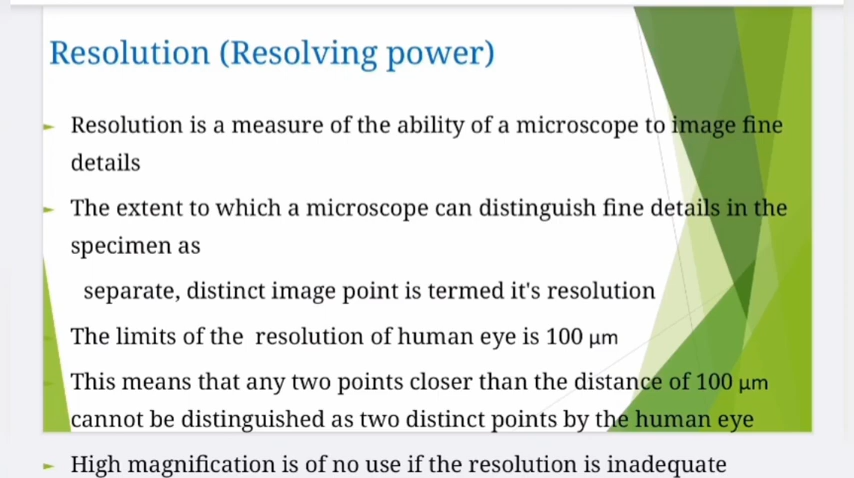 Resolution (Resolving power)
Resolution is a measure of the ability of a microscope to image fine
details
The extent to which a microscope can distinguish fine details in the
specimen as
separate, distinct image point is termed it's resolution
The limits of the  resolution of human eye is 100 µm
This means that any two points closer than the distance of 100 µm
cannot be distinguished as two distinct points by the human eye
High magnification is of no use if the resolution is inadequate